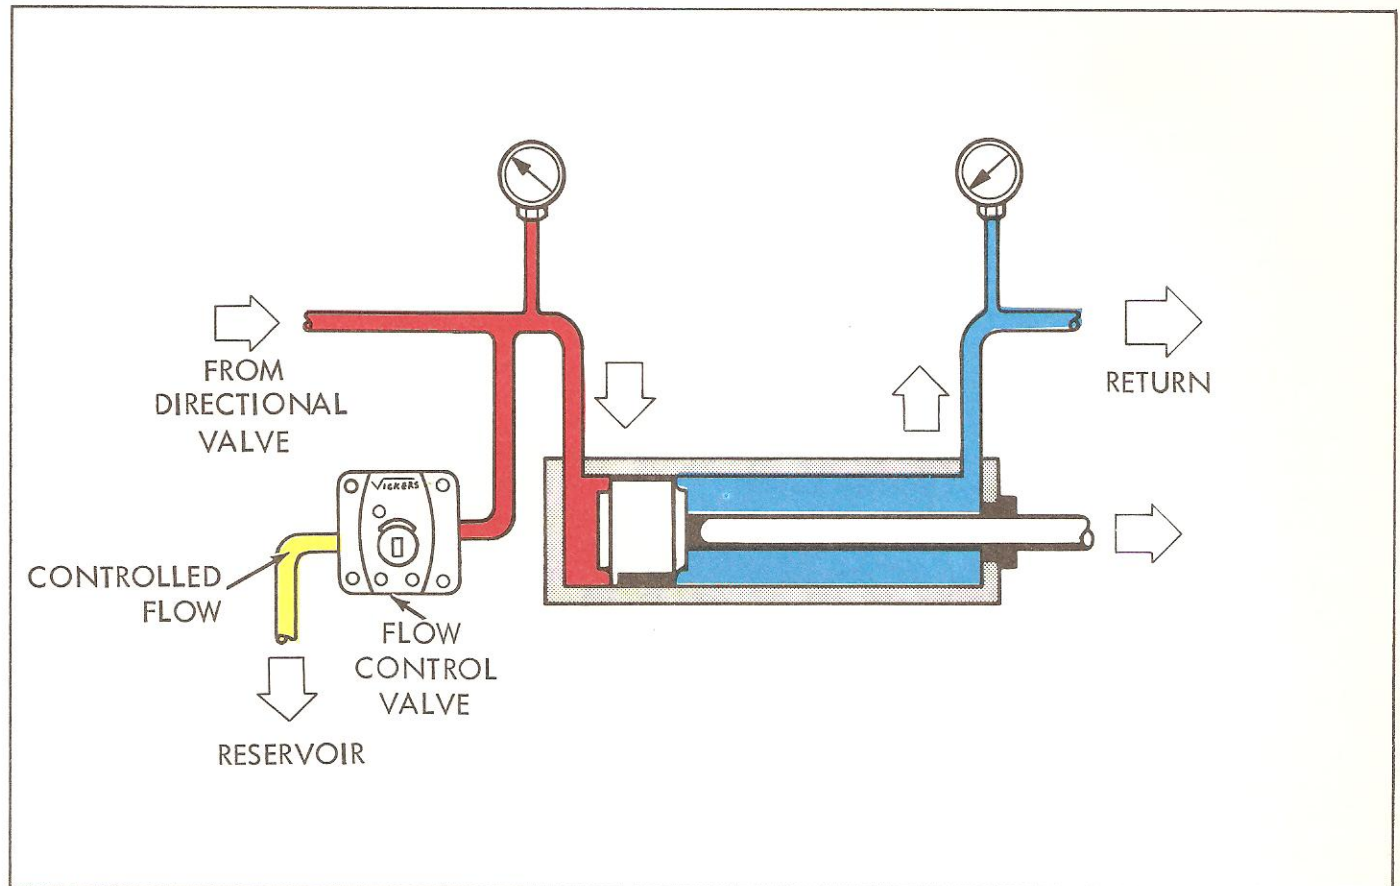 FROM
DIRECTIONAL
VALVE
RETURN
VICKERS
CONTROLLED
FLOW
FLOW
CONTROL
VALVE
RESERVOIR